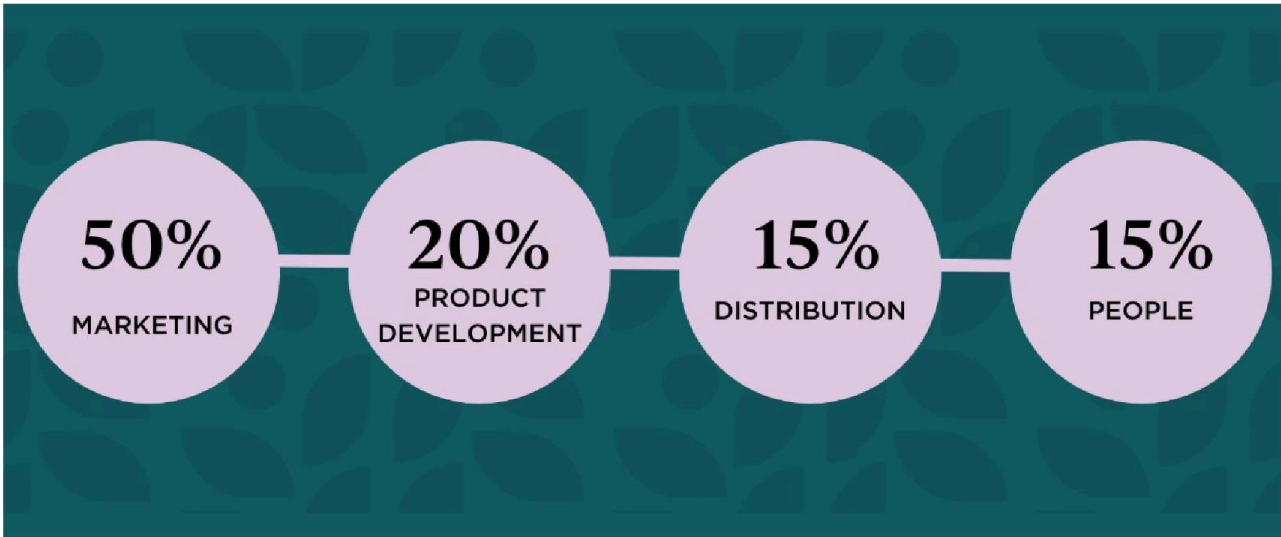 50%
MARKETING
20%
PRODUCT
DEVELOPMENT
15%
DISTRIBUTION
15%
PEOPLE